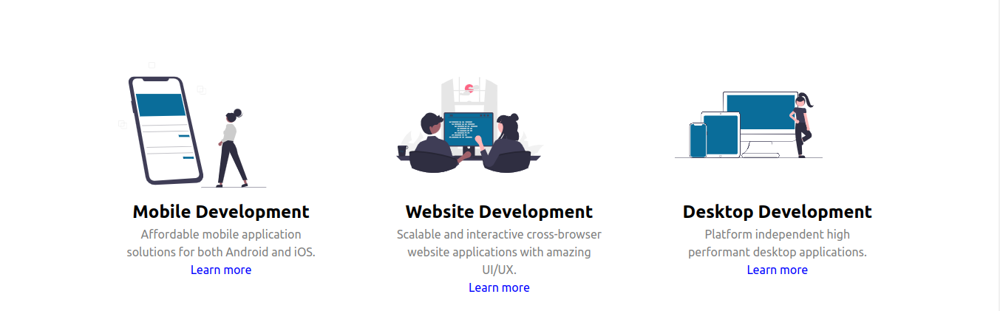 Mobile Development
Affordable mobile application
solutions for both Android and iOS.
Learn more
Website Development
Scalable and interactive cross-browser
website applications with amazing
UI/UX.
Learn more
Desktop Development
Platform independent high
performant desktop applications.
Learn more